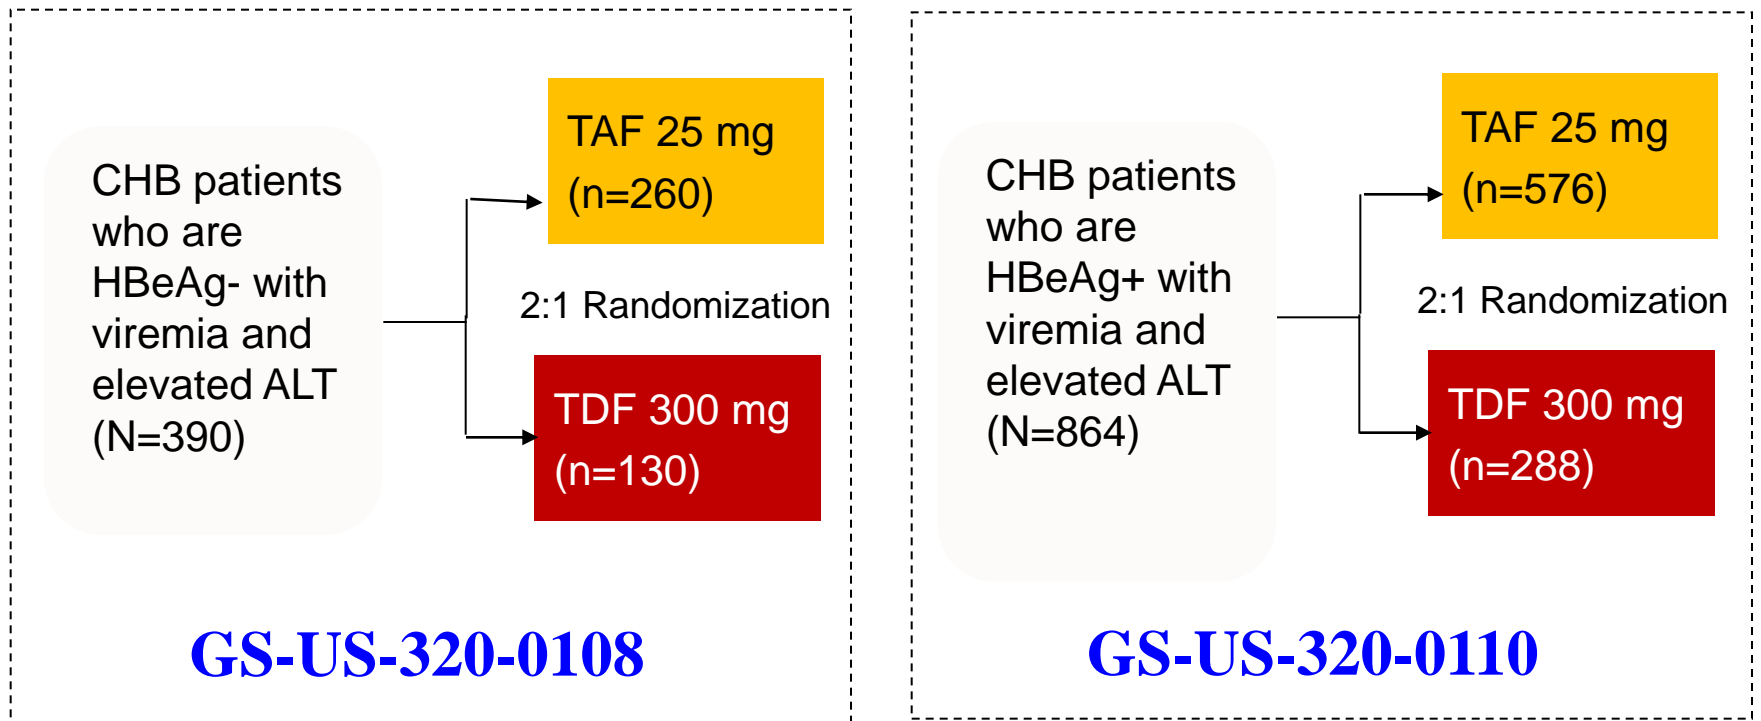 CHB patients
who are
HBeAg- with
viremia and
elevated ALT
(N=390)
TAF 25 mg
(n=260)
2:1 Randomization
TDF 300 mg
(n=130)
GS-US-320-0108
CHB patients
who are
HBeAg+ with
viremia and
elevated ALT
(N=864)
TAF 25 mg
(n=576)
2:1 Randomization
TDF 300 mg
(n=288)
GS-US-320-0110